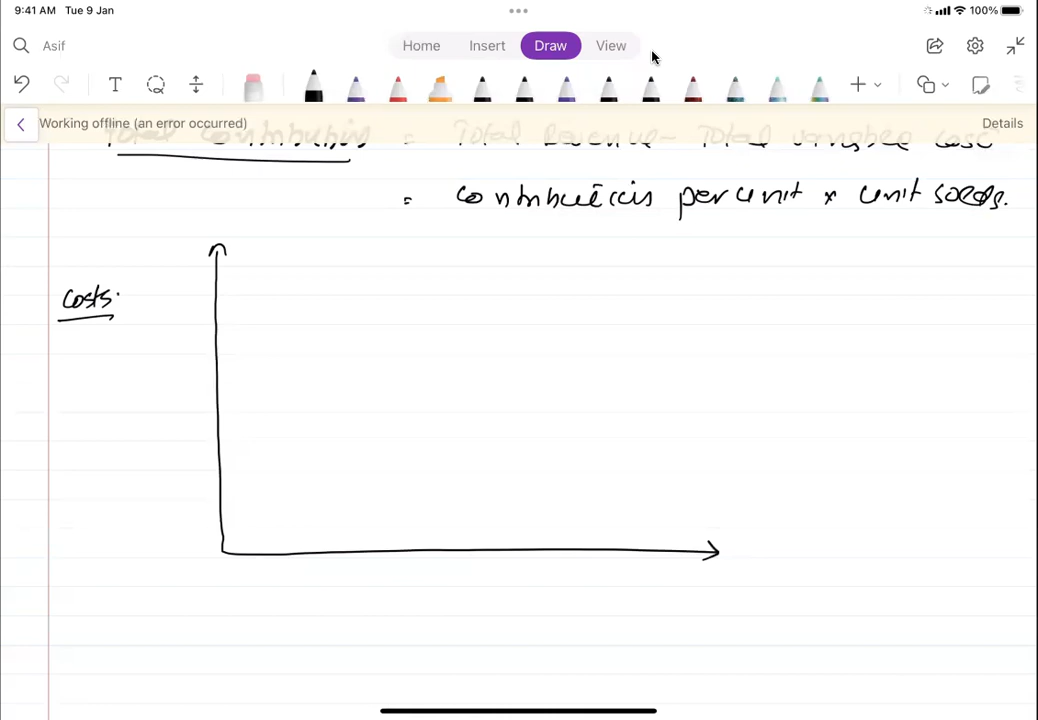 9:41 AM Tue 9 Jan
100%
Asif
Home Insert Draw View
Working offline (an error occurred) Details
Total contribution = Total Revenue - Total variable cost
= contribution per unit x unit solds.
costs.